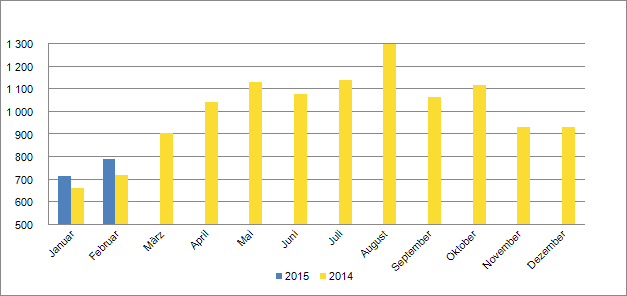 1 300
1 200
1 100
1 000
900
800
700
600
500
Januar
Februar
März
April
Mai
Juni
Juli
August
September
Oktober
November
Dezember
2015
2014